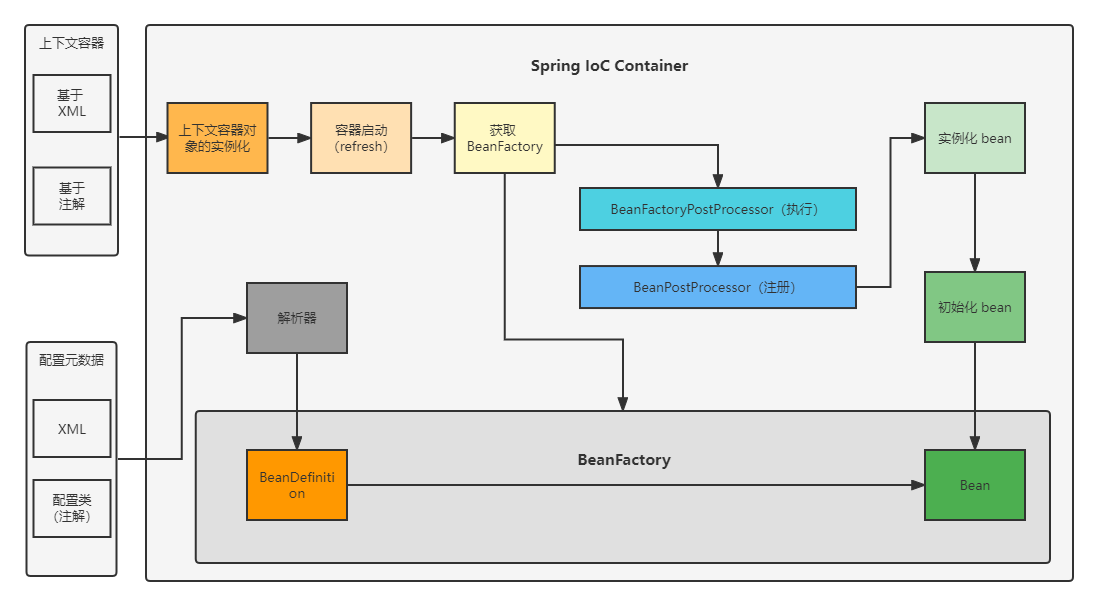 上下文容器
基于
XML
基于
注解
配置元数据
XML
配置类
（注解）
Spring IoC Container
上下文容器对
象的实例化
容器启动
（refresh）
获取
BeanFactory
BeanFactoryPostProcessor（执行）
BeanPostProcessor（注册）
实例化 bean
初始化 bean
解析器
BeanFactory
BeanDefiniti
on
Bean